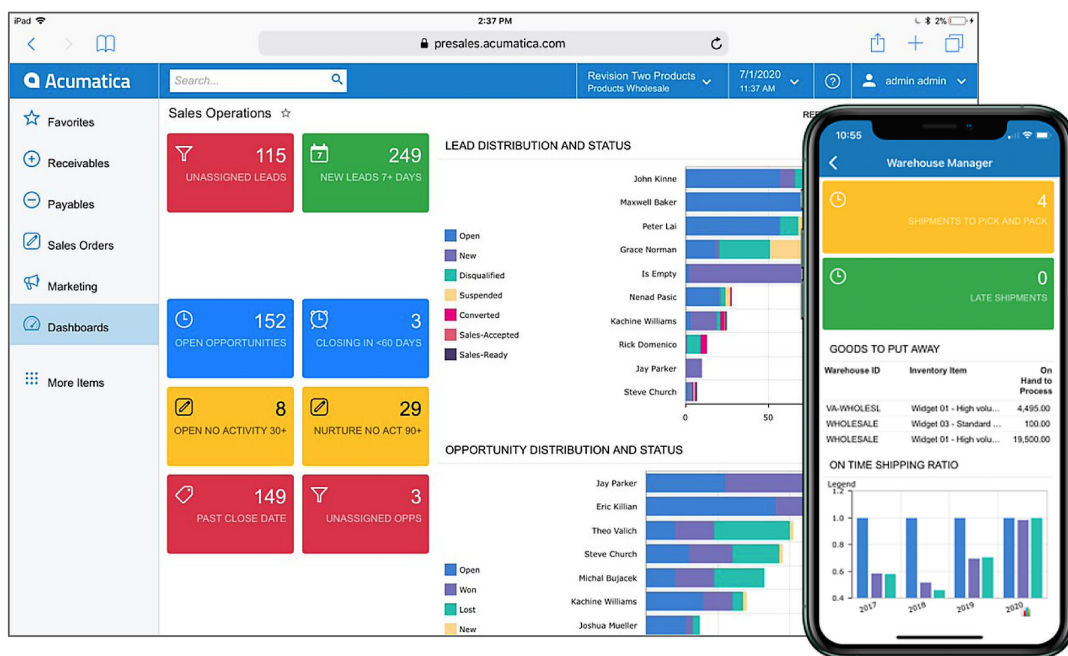 iPad
2:37 PM
2%
presales.acumatica.com
Acumatica
Search...
Revision Two Products
Products Wholesale
7/1/2020
11:37 AM
admin admin
Favorites
Receivables
Payables
Sales Orders
Marketing
Dashboards
More Items
Sales Operations
115
UNASSIGNED LEADS
7
249
NEW LEADS 7+ DAYS
152
OPEN OPPORTUNITIES
3
CLOSING IN <60 DAYS
8
OPEN NO ACTIVITY 30+
29
NURTURE NO ACT 90+
149
PAST CLOSE DATE
3
UNASSIGNED OPPS
LEAD DISTRIBUTION AND STATUS
Open
New
Disqualified
Suspended
Converted
Sales-Accepted
Sales-Ready
John Kinne
Maxwell Baker
Peter Lai
Grace Norman
Is Empty
Nenad Pasic
Kachine Williams
Rick Domenico
Jay Parker
Steve Church
0 50
OPPORTUNITY DISTRIBUTION AND STATUS
Open
Won
Lost
New
Jay Parker
Eric Killian
Theo Valich
Steve Church
Michal Bujacek
Kachine Williams
Joshua Mueller
10:55
Warehouse Manager
4
SHIPMENTS TO PICK AND PACK
0
LATE SHIPMENTS
GOODS TO PUT AWAY
Warehouse ID Inventory Item On
Hand to
Process
VA-WHOLESL Widget 01 - High volu... 4,495.00
WHOLESALE Widget 03 - Standard ... 100.00
WHOLESALE Widget 01 - High volu... 19,500.00
ON TIME SHIPPING RATIO
Legend
1.2
1.0
0.8
0.6
0.4
2017 2018 2019 2020